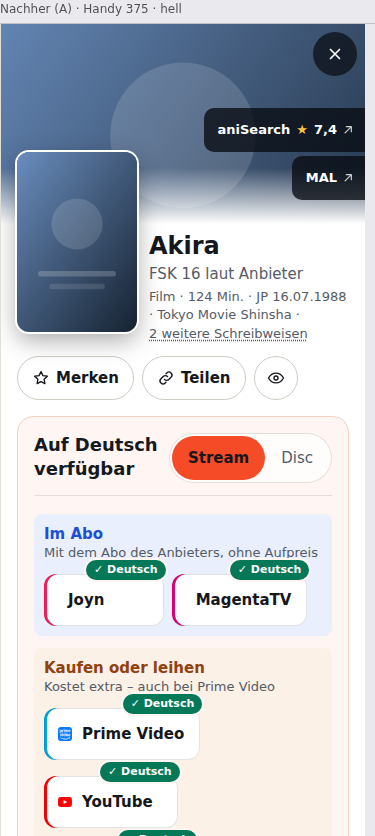 Nachher (A) · Handy 375 · hell
aniSearch ★ 7,4 ↗
MAL ↗
Akira
FSK 16 laut Anbieter
Film · 124 Min. · JP 16.07.1988
· Tokyo Movie Shinsha ·
2 weitere Schreibweisen
Merken
Teilen
Auf Deutsch
verfügbar
Stream
Disc
Im Abo
Mit dem Abo des Anbieters, ohne Aufpreis
✓ Deutsch
Joyn
✓ Deutsch
MagentaTV
Kaufen oder leihen
Kostet extra – auch bei Prime Video
✓ Deutsch
Prime Video
✓ Deutsch
YouTube